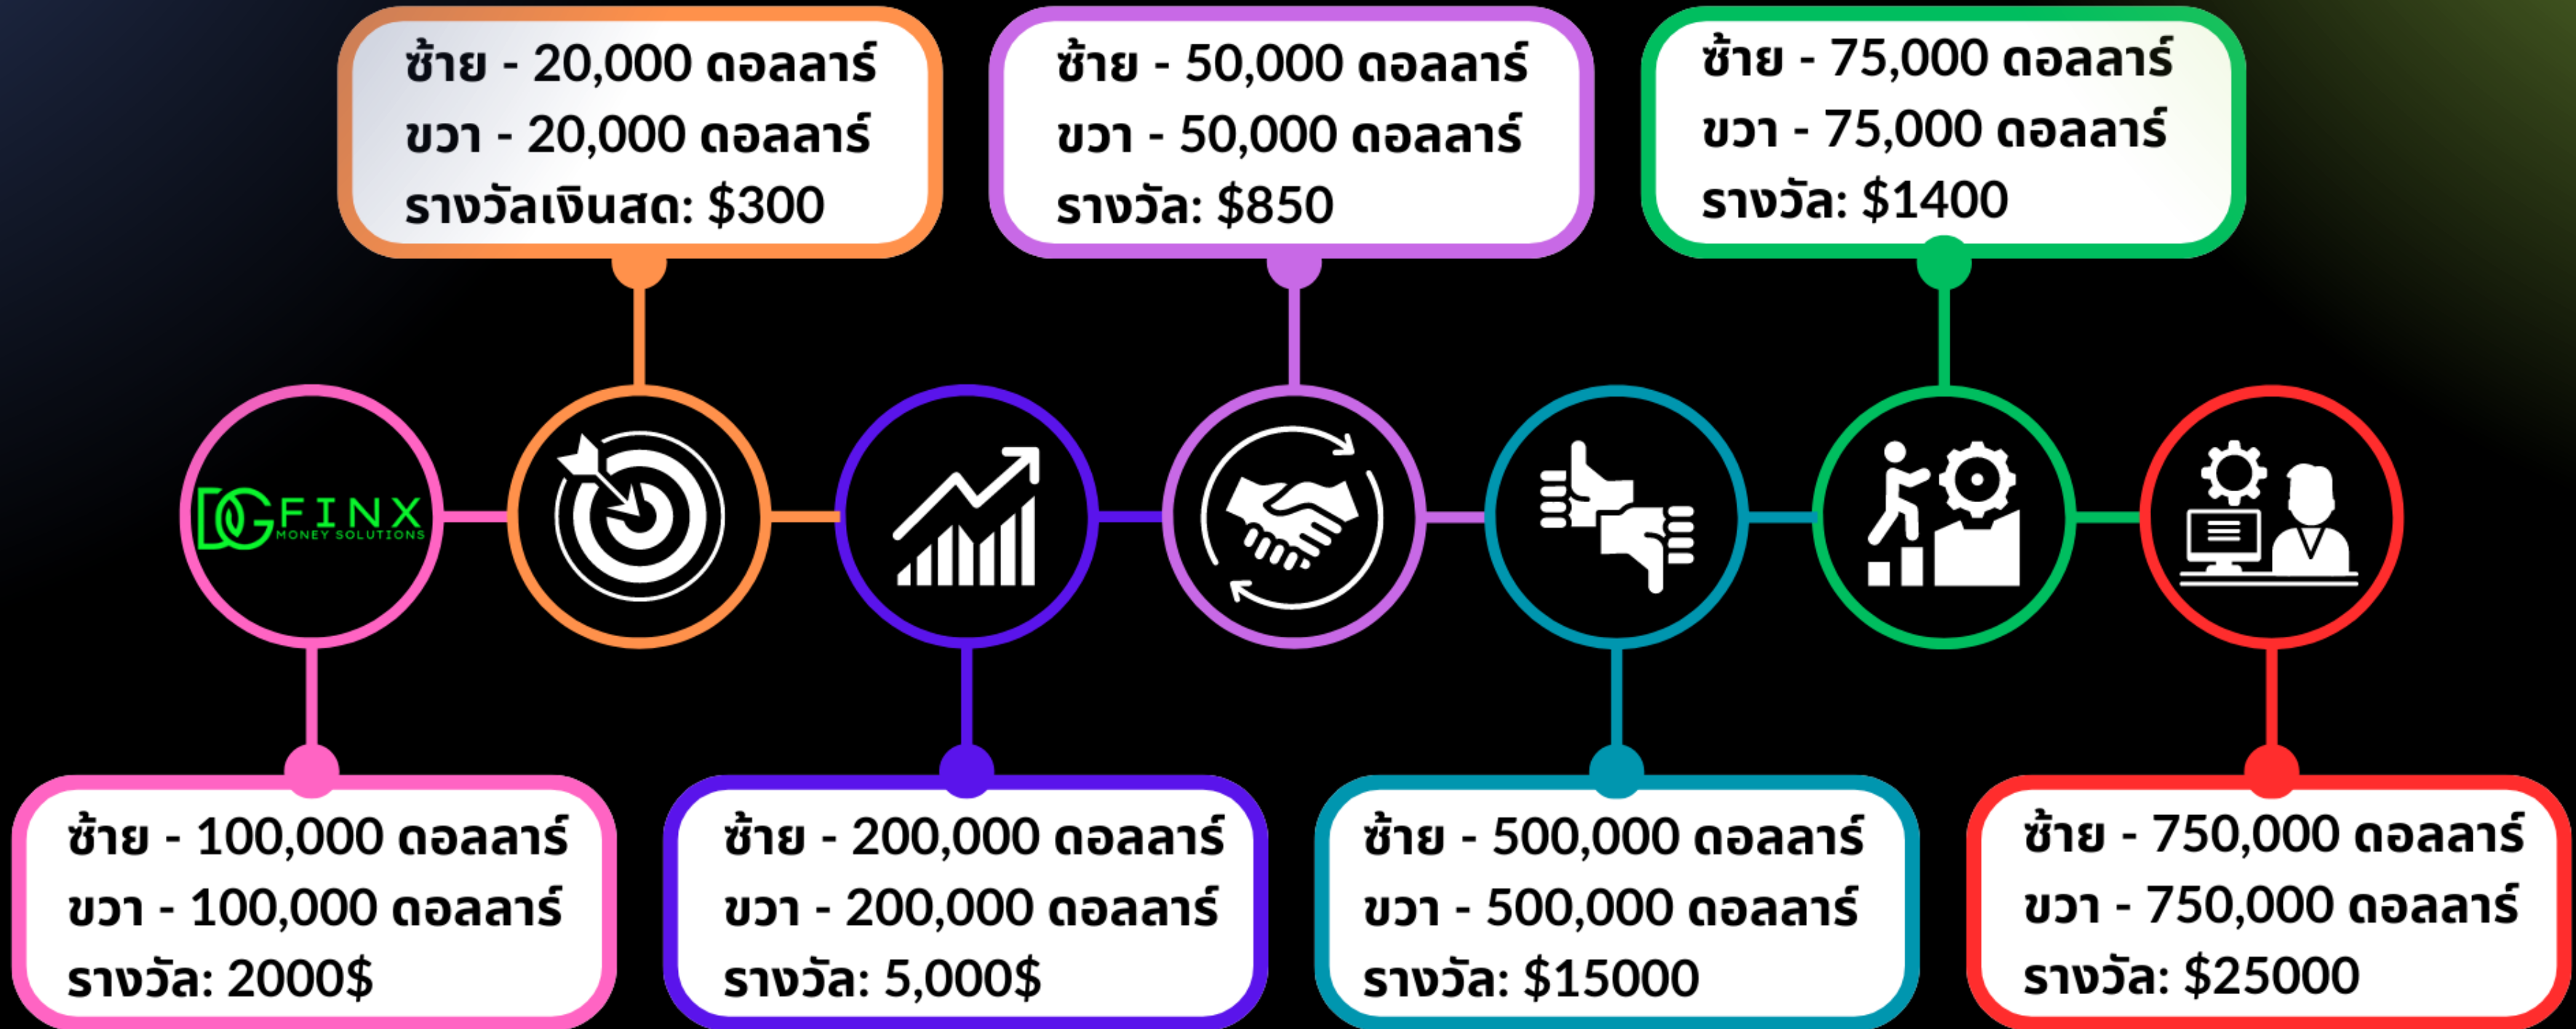 ซ้าย - 20,000 ดอลลาร์
ขวา - 20,000 ดอลลาร์
รางวัลเงินสด: $300
ซ้าย - 50,000 ดอลลาร์
ขวา - 50,000 ดอลลาร์
รางวัล: $850
ซ้าย - 75,000 ดอลลาร์
ขวา - 75,000 ดอลลาร์
รางวัล: $1400
DG FINX
MONEY SOLUTIONS
ซ้าย - 100,000 ดอลลาร์
ขวา - 100,000 ดอลลาร์
รางวัล: 2000$
ซ้าย - 200,000 ดอลลาร์
ขวา - 200,000 ดอลลาร์
รางวัล: 5,000$
ซ้าย - 500,000 ดอลลาร์
ขวา - 500,000 ดอลลาร์
รางวัล: $15000
ซ้าย - 750,000 ดอลลาร์
ขวา - 750,000 ดอลลาร์
รางวัล: $25000